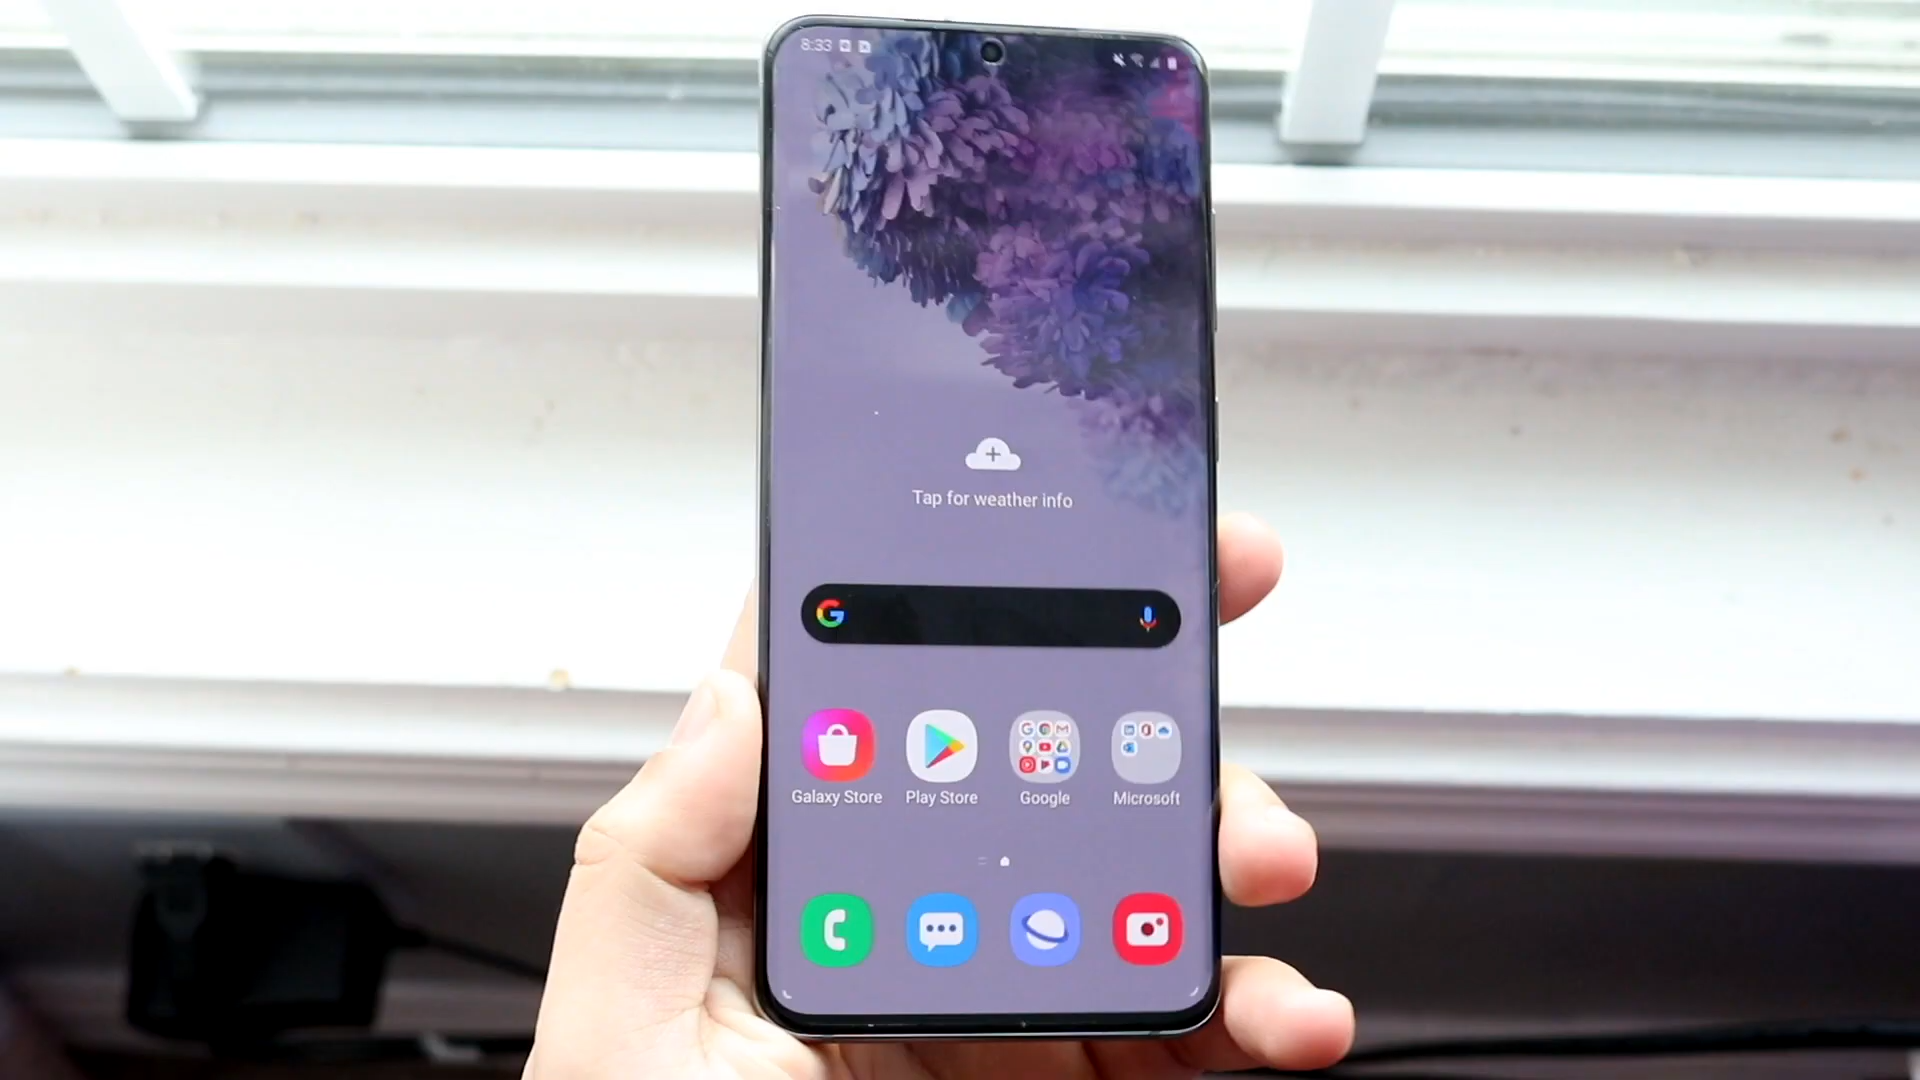 8:33
Tap for weather info
Galaxy Store
Play Store
Google
Microsoft